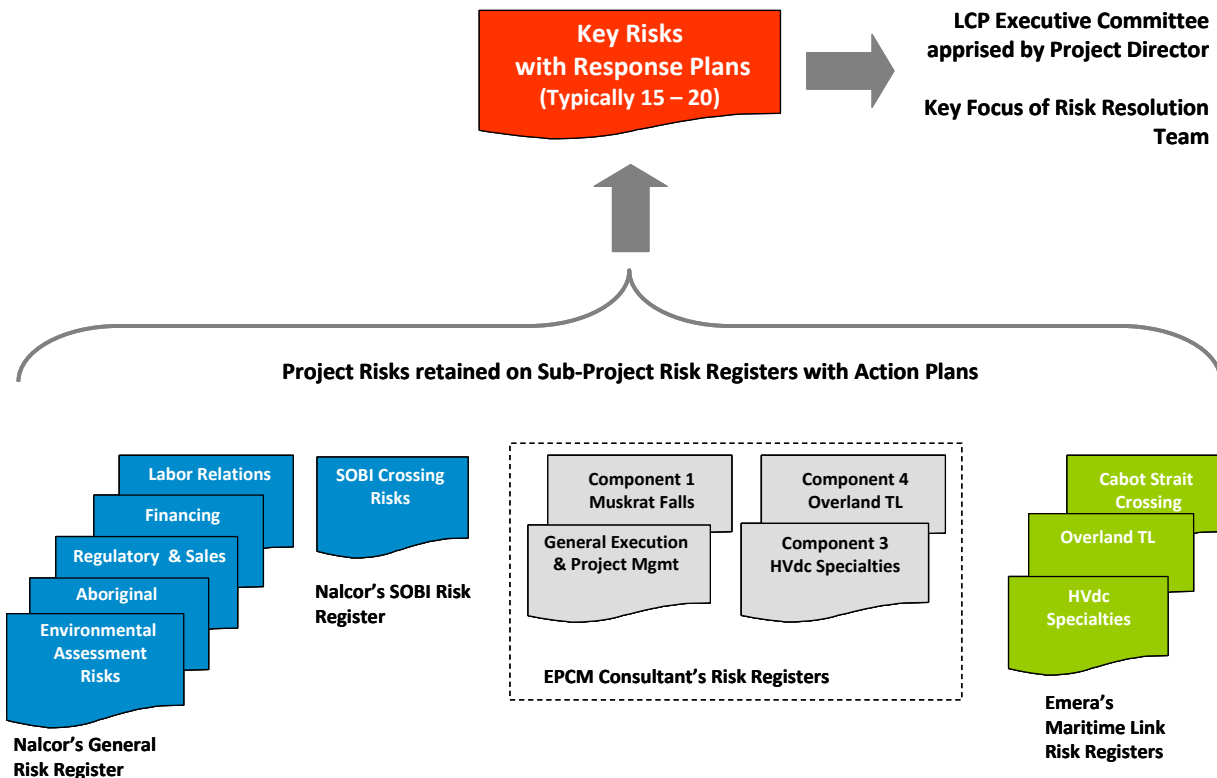 Key Risks
with Response Plans
(Typically 15 – 20)
LCP Executive Committee
apprised by Project Director
Key Focus of Risk Resolution
Team
Project Risks retained on Sub-Project Risk Registers with Action Plans
Labor Relations
Financing
Regulatory & Sales
Aboriginal
Environmental
Assessment
Risks
Nalcor's General
Risk Register
SOBI Crossing
Risks
Nalcor's SOBI Risk
Register
Component 1
Muskrat Falls
General Execution
& Project Mgmt
Component 4
Overland TL
Component 3
HVdc Specialties
EPCM Consultant's Risk Registers
Cabot Strait
Crossing
Overland TL
HVdc
Specialties
Emera's
Maritime Link
Risk Registers